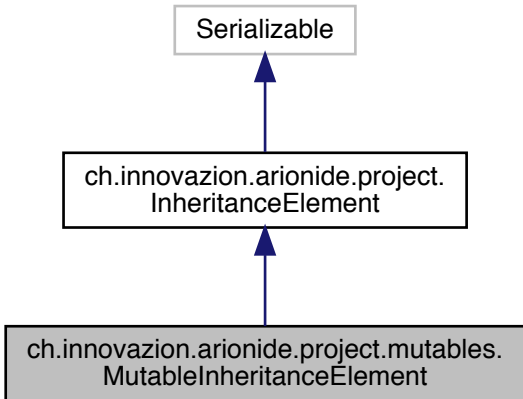 Serializable
ch.innovazion.arionide.project.
InheritanceElement
ch.innovazion.arionide.project.mutables.
MutableInheritanceElement